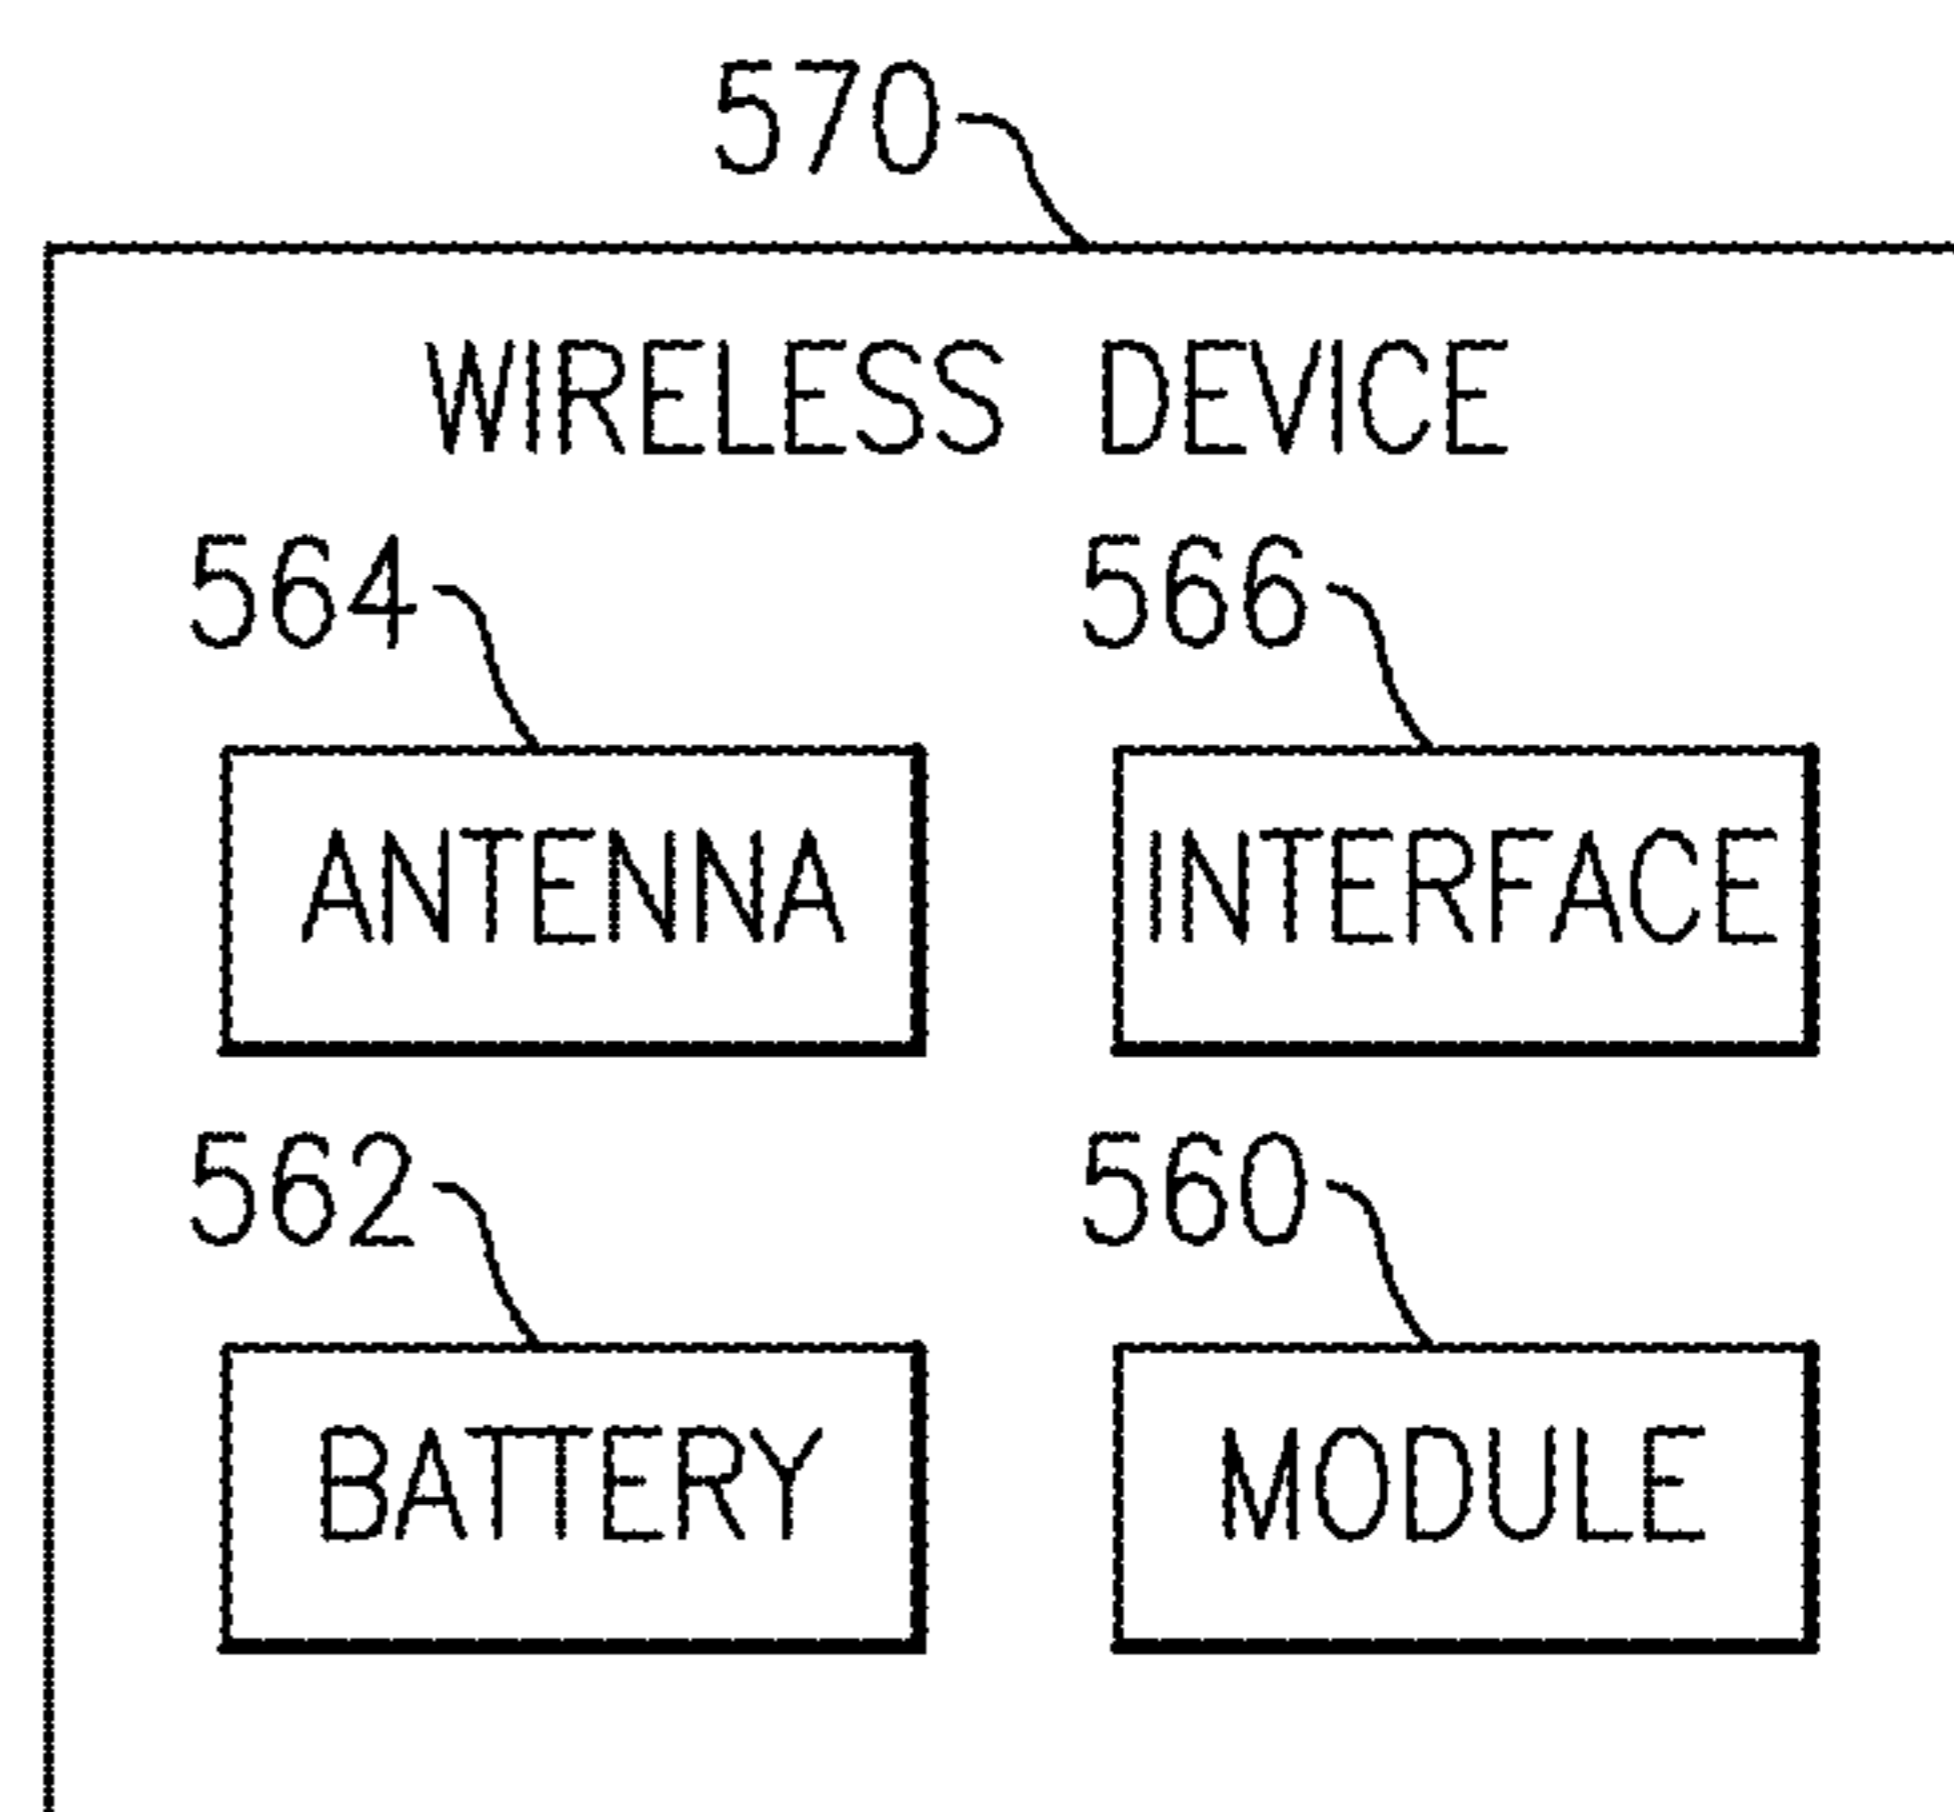 570
WIRELESS DEVICE
564 566
ANTENNA INTERFACE
562 560
BATTERY MODULE